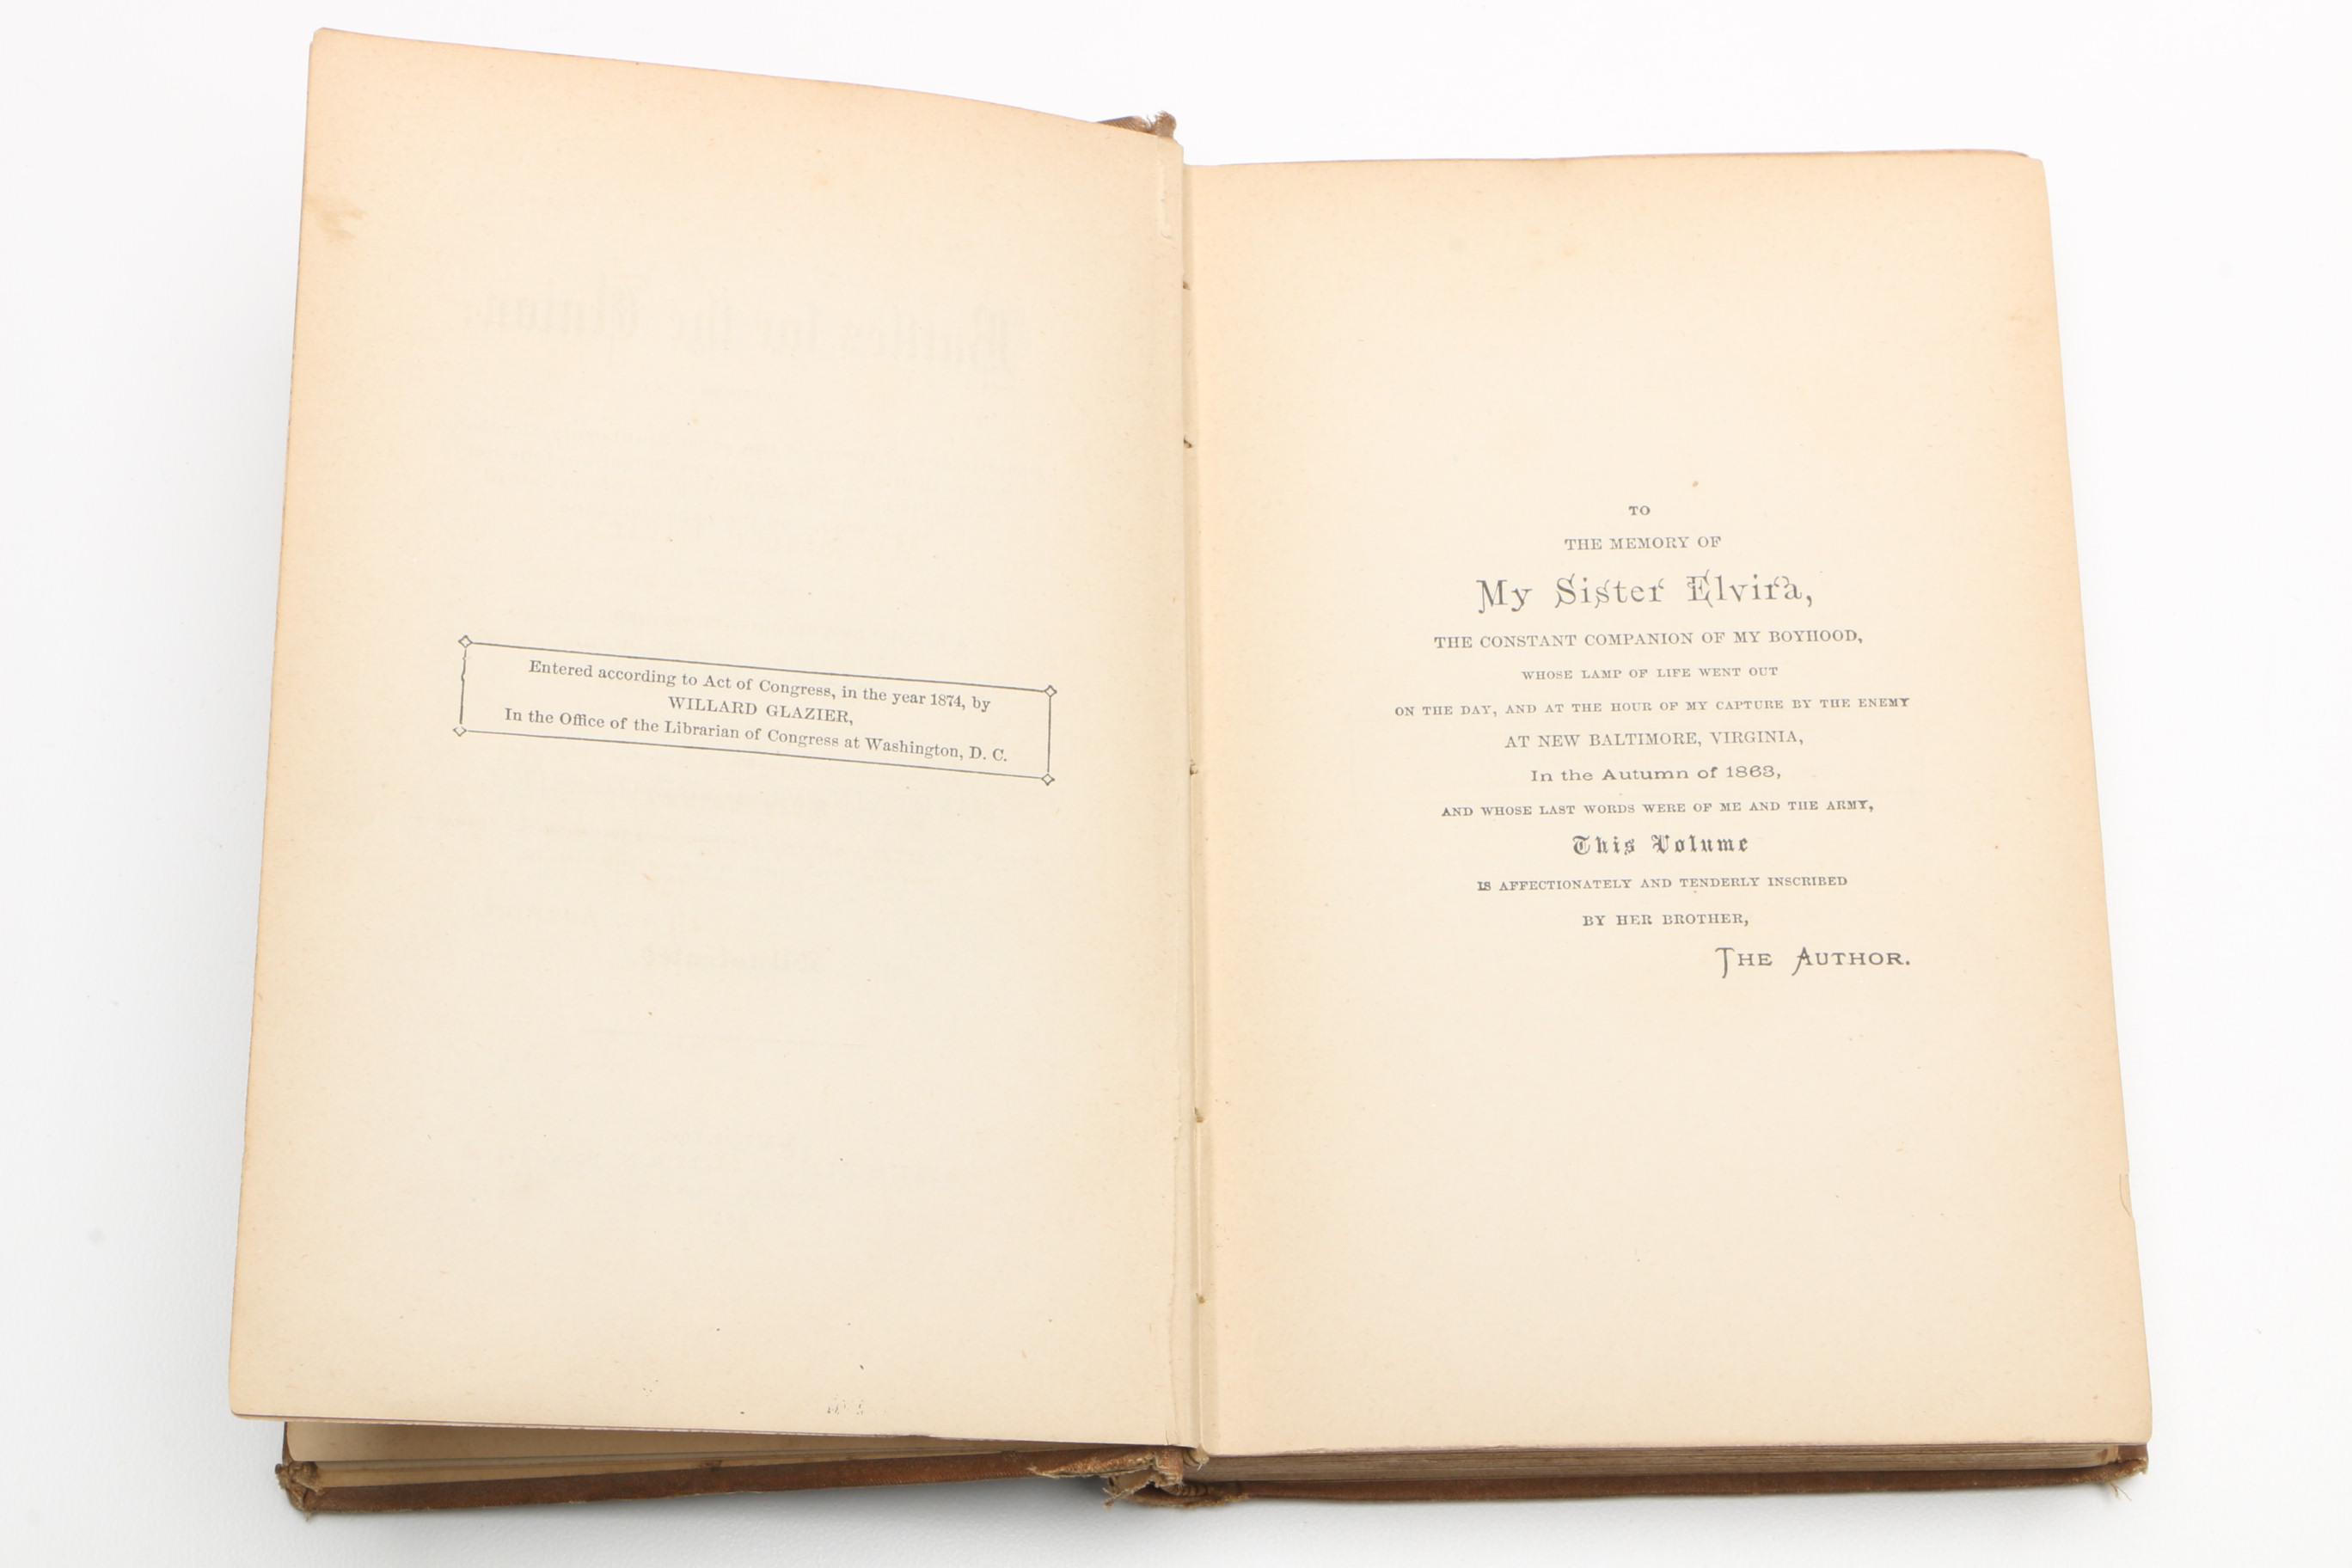 Entered according to Act of Congress, in the year 1874, by
WILLARD GLAZIER,
In the Office of the Librarian of Congress at Washington, D. C.
TO
THE MEMORY OF
My Sister Elvira,
THE CONSTANT COMPANION OF MY BOYHOOD,
WHOSE LAMP OF LIFE WENT OUT
ON THE DAY, AND AT THE HOUR OF MY CAPTURE BY THE ENEMY
AT NEW BALTIMORE, VIRGINIA,
In the Autumn of 1863,
AND WHOSE LAST WORDS WERE OF ME AND THE ARMY,
This Volume
IS AFFECTIONATELY AND TENDERLY INSCRIBED
BY HER BROTHER,
THE AUTHOR.